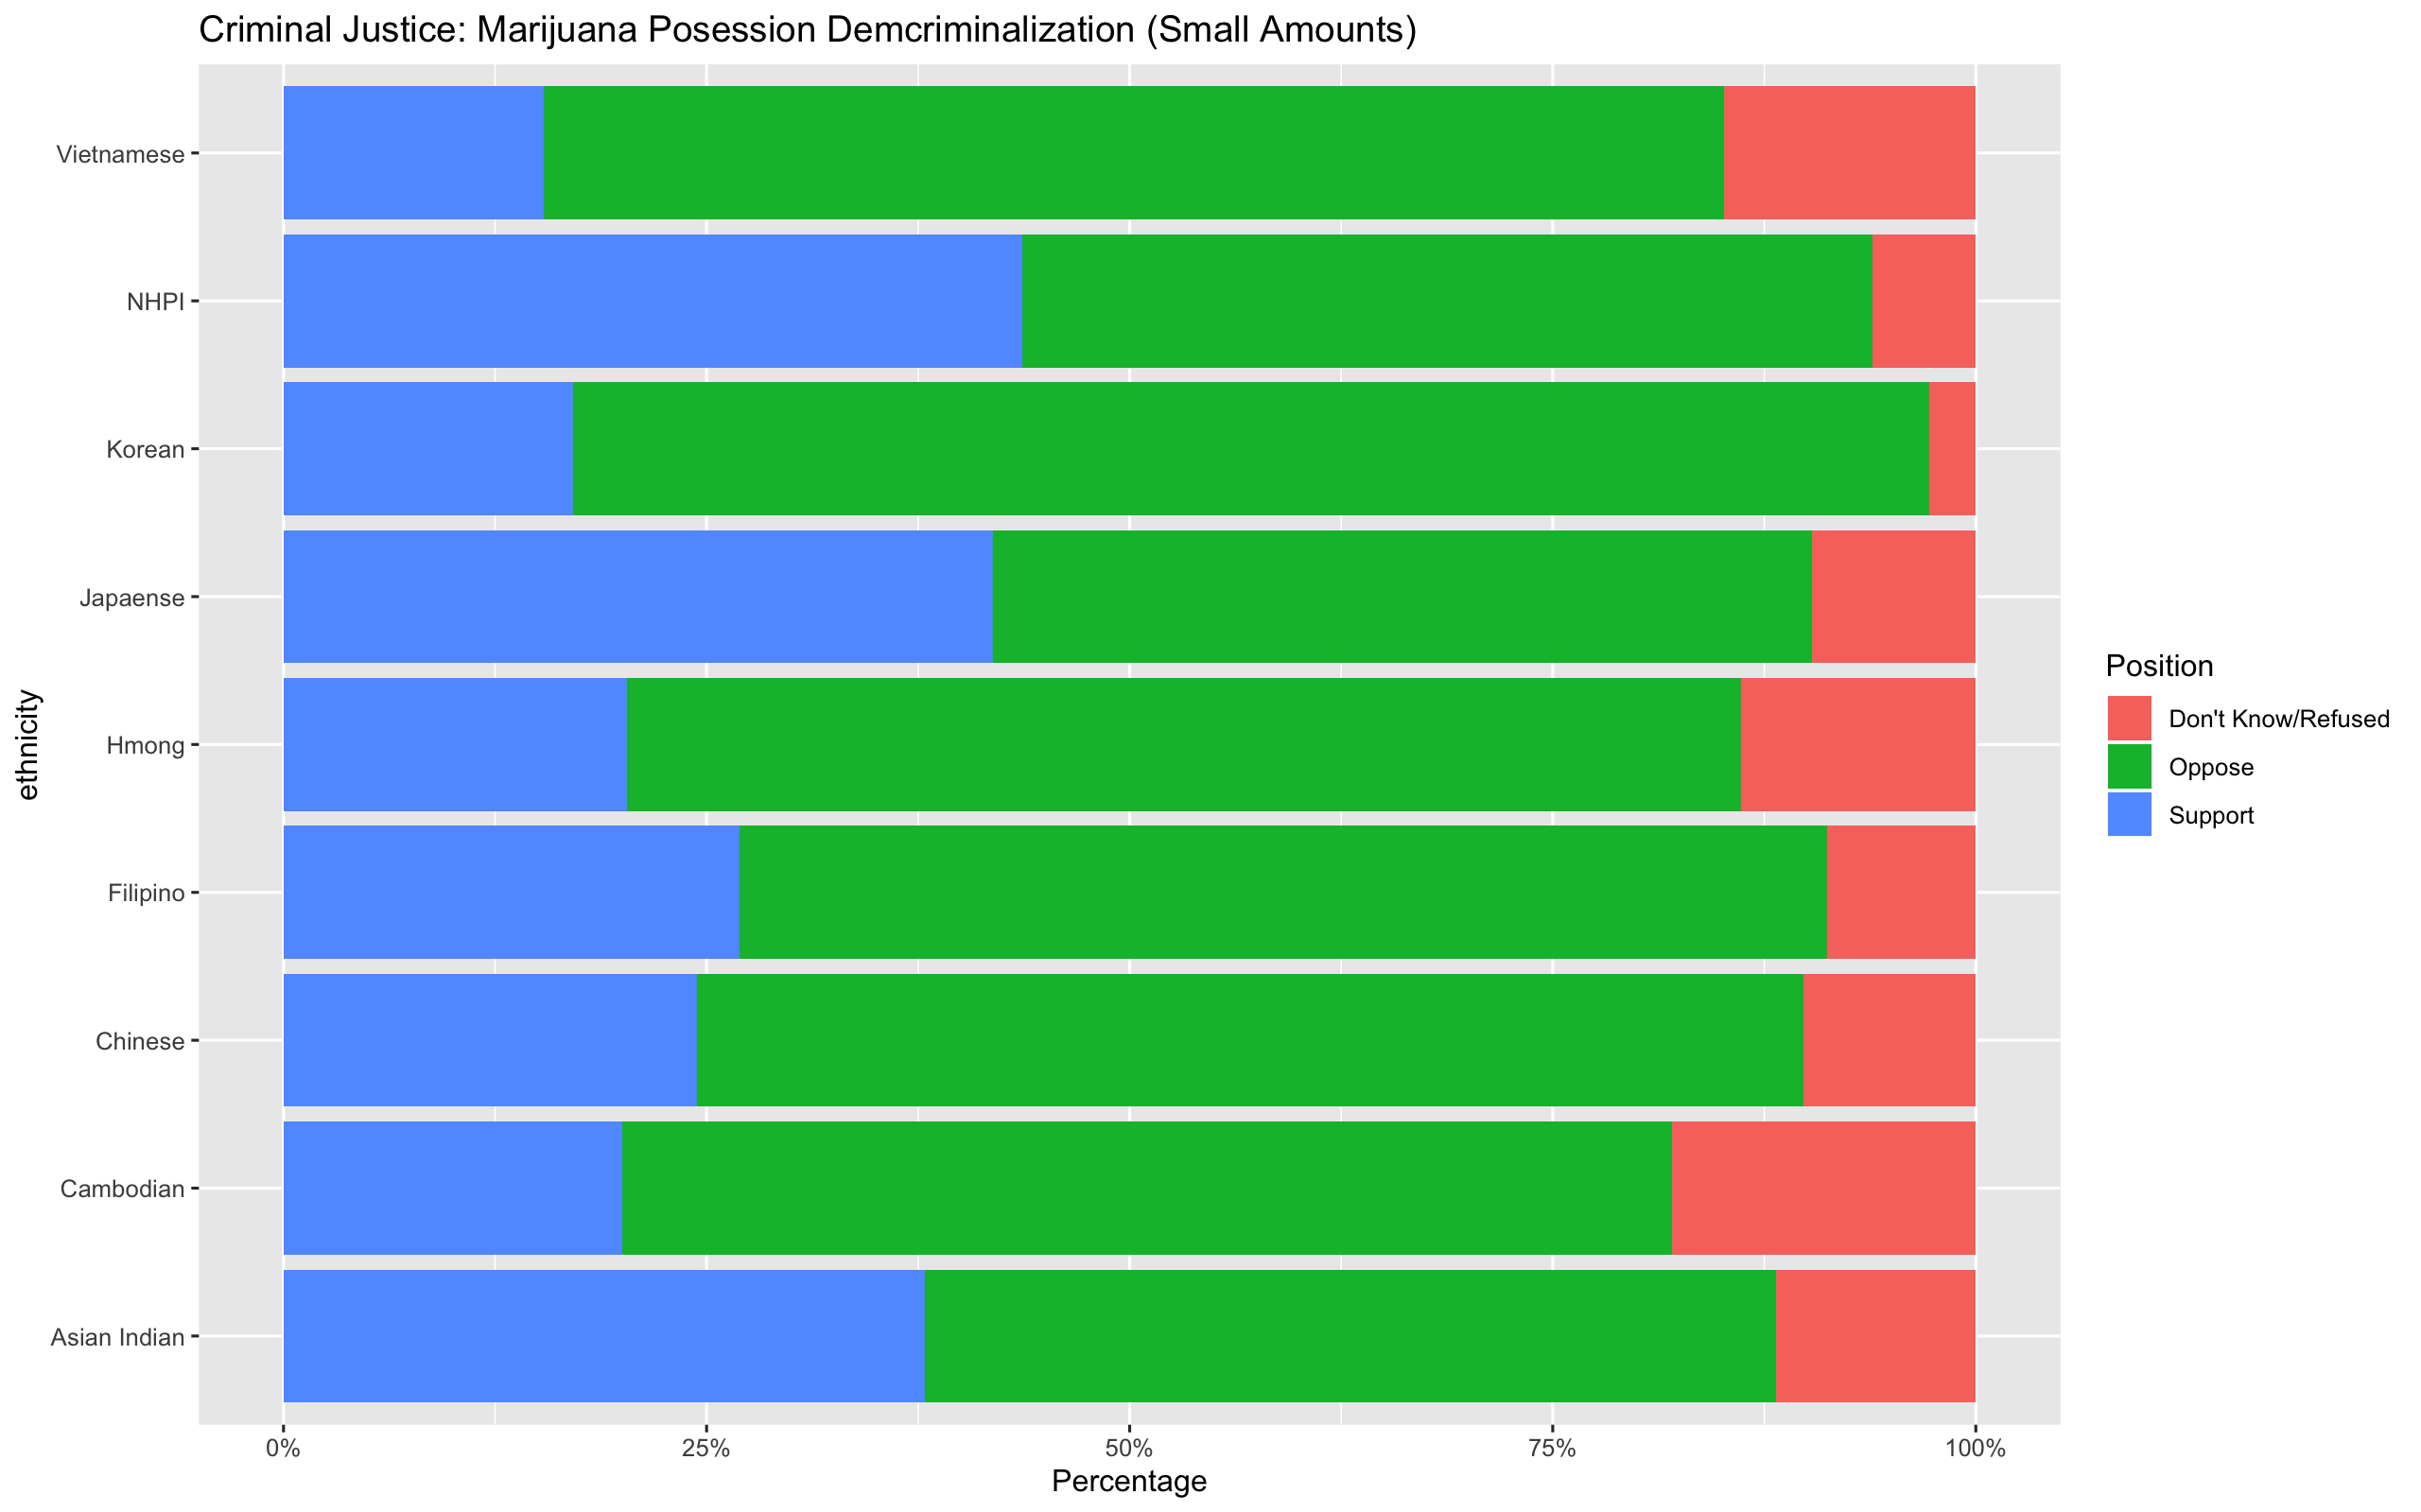 Criminal Justice: Marijuana Posession Demcriminalization (Small Amounts)
Vietnamese
NHPI
Korean
Japaense
Hmong
Filipino
Chinese
Cambodian
Asian Indian
ethnicity
0% 25% 50% 75% 100%
Percentage
Position
Don't Know/Refused
Oppose
Support